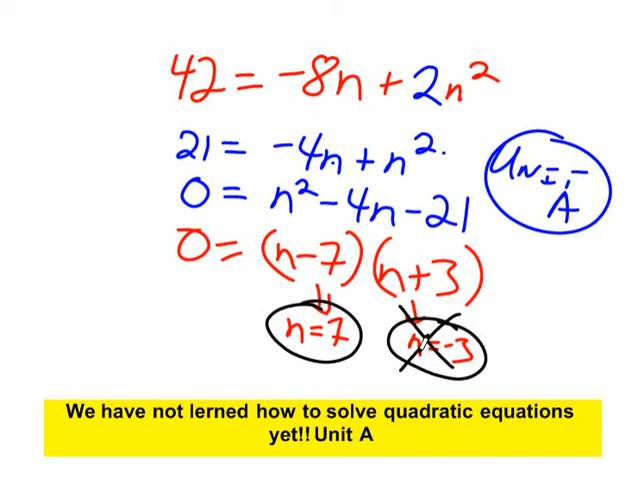 42 = -8n + 2n²
21 = -4n + n².
0 = n² - 4n - 21
UNIT
A
0 = (n-7)(n+3)
n=7
n=-3
We have not lerned how to solve quadratic equations
yet!! Unit A